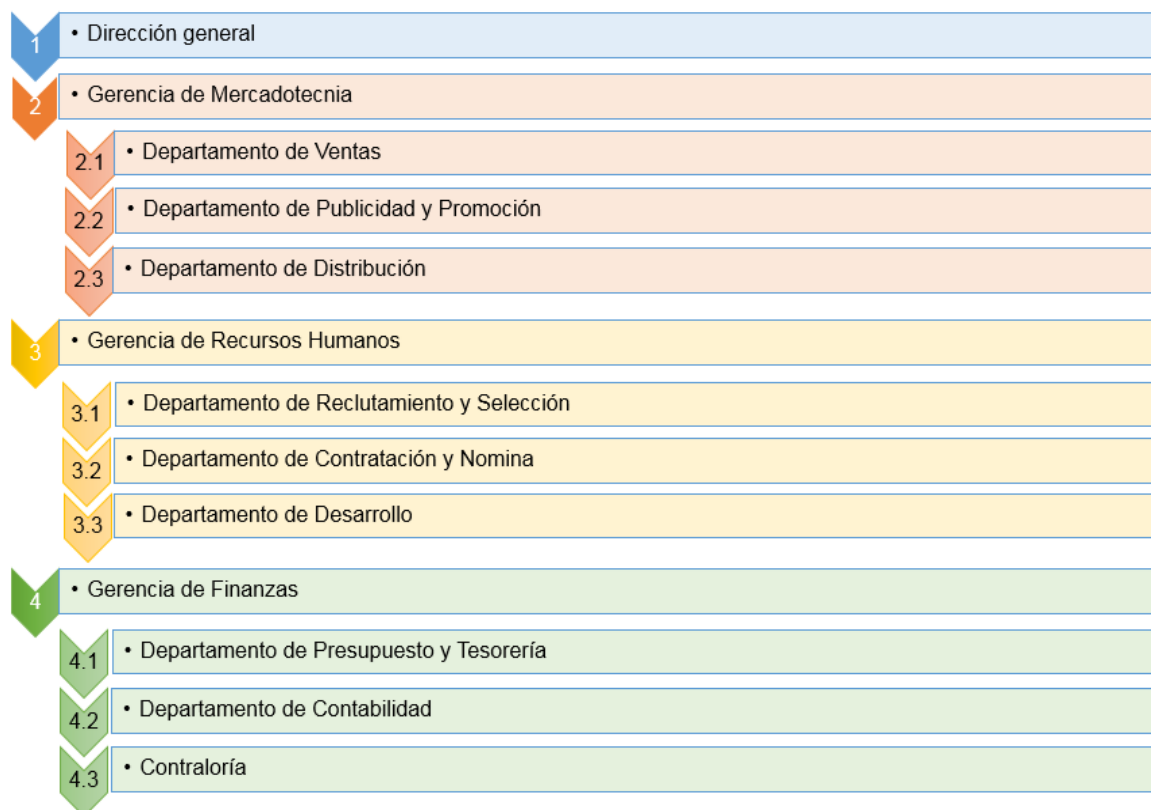 1 • Dirección general
2 • Gerencia de Mercadotecnia
2.1 • Departamento de Ventas
2.2 • Departamento de Publicidad y Promoción
2.3 • Departamento de Distribución
3 • Gerencia de Recursos Humanos
3.1 • Departamento de Reclutamiento y Selección
3.2 • Departamento de Contratación y Nomina
3.3 • Departamento de Desarrollo
4 • Gerencia de Finanzas
4.1 • Departamento de Presupuesto y Tesorería
4.2 • Departamento de Contabilidad
4.3 • Contraloría